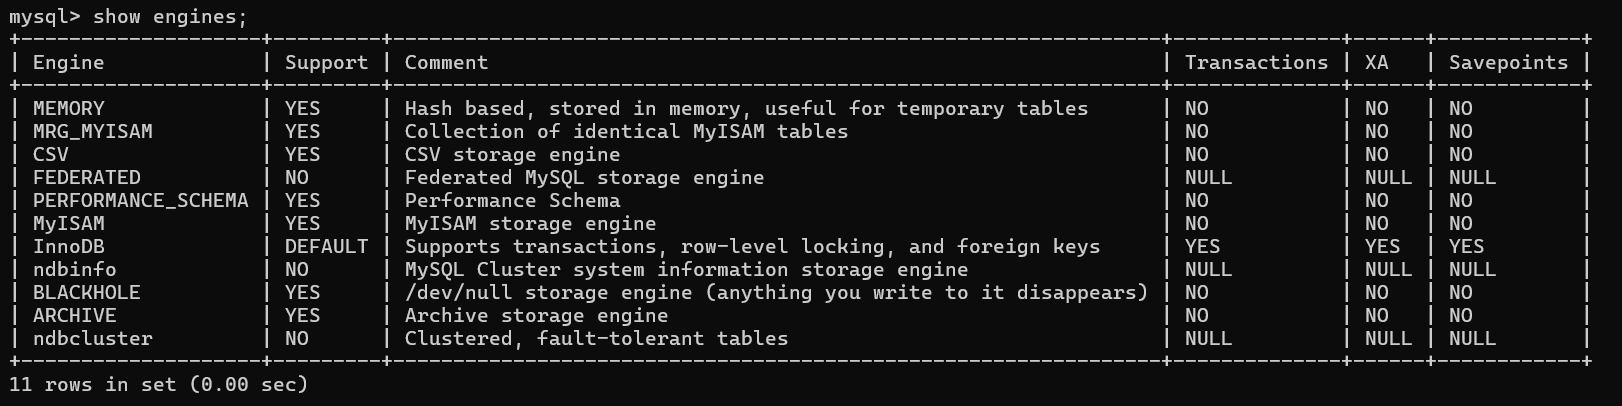 mysql> show engines;
+--------------------+---------+----------------------------------------------------------------+--------------+------+------------+
| Engine             | Support | Comment                                                        | Transactions | XA   | Savepoints |
+--------------------+---------+----------------------------------------------------------------+--------------+------+------------+
| MEMORY             | YES     | Hash based, stored in memory, useful for temporary tables      | NO           | NO   | NO         |
| MRG_MYISAM         | YES     | Collection of identical MyISAM tables                          | NO           | NO   | NO         |
| CSV                | YES     | CSV storage engine                                             | NO           | NO   | NO         |
| FEDERATED          | NO      | Federated MySQL storage engine                                 | NULL         | NULL | NULL       |
| PERFORMANCE_SCHEMA | YES     | Performance Schema                                             | NO           | NO   | NO         |
| MyISAM             | YES     | MyISAM storage engine                                          | NO           | NO   | NO         |
| InnoDB             | DEFAULT | Supports transactions, row-level locking, and foreign keys     | YES          | YES  | YES        |
| ndbinfo            | NO      | MySQL Cluster system information storage engine                | NULL         | NULL | NULL       |
| BLACKHOLE          | YES     | /dev/null storage engine (anything you write to it disappears) | NO           | NO   | NO         |
| ARCHIVE            | YES     | Archive storage engine                                         | NO           | NO   | NO         |
| ndbcluster         | NO      | Clustered, fault-tolerant tables                               | NULL         | NULL | NULL       |
+--------------------+---------+----------------------------------------------------------------+--------------+------+------------+
11 rows in set (0.00 sec)